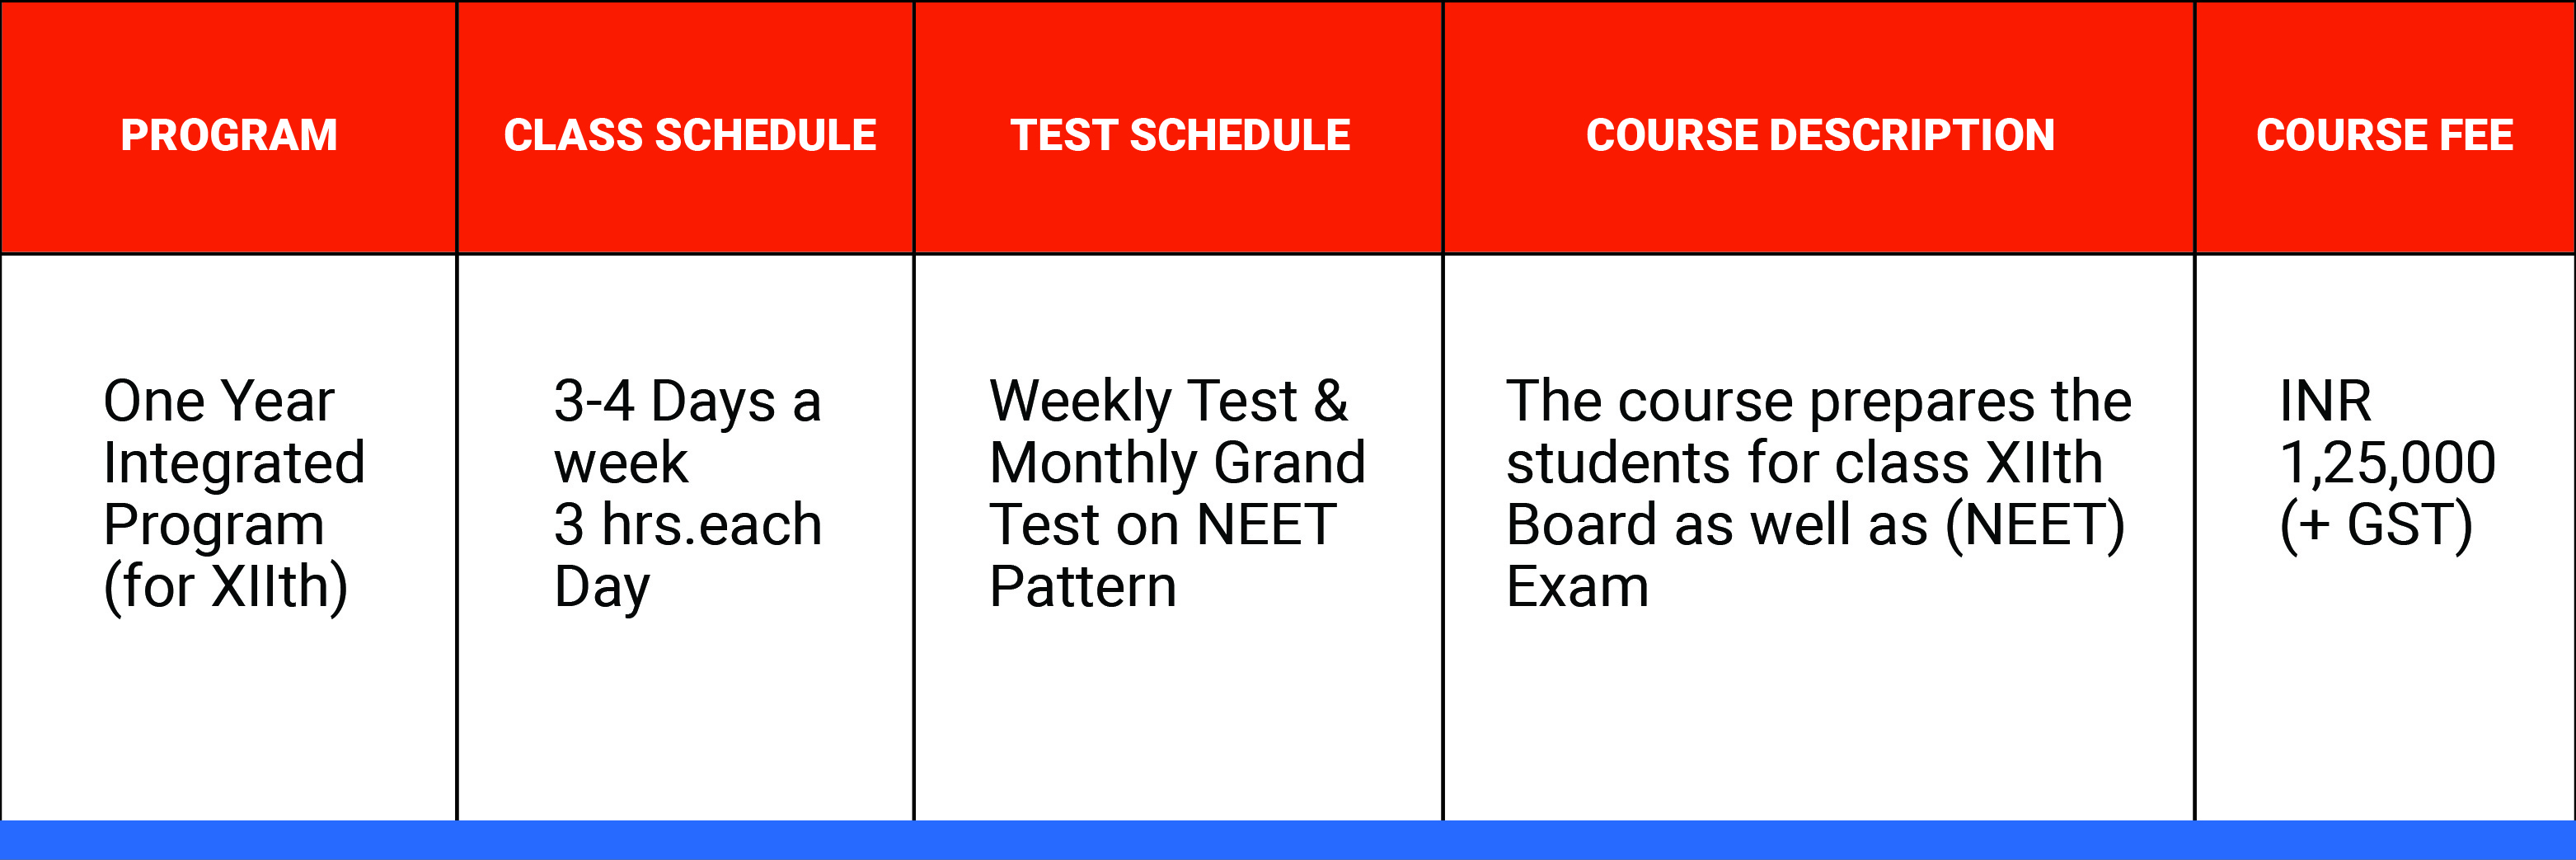 PROGRAM
CLASS SCHEDULE
TEST SCHEDULE
COURSE DESCRIPTION
COURSE FEE
One Year
Integrated
Program
(for XIIth)
3-4 Days a
week
3 hrs.each
Day
Weekly Test &
Monthly Grand
Test on NEET
Pattern
The course prepares the
students for class XIIth
Board as well as (NEET)
Exam
INR
1,25,000
(+ GST)